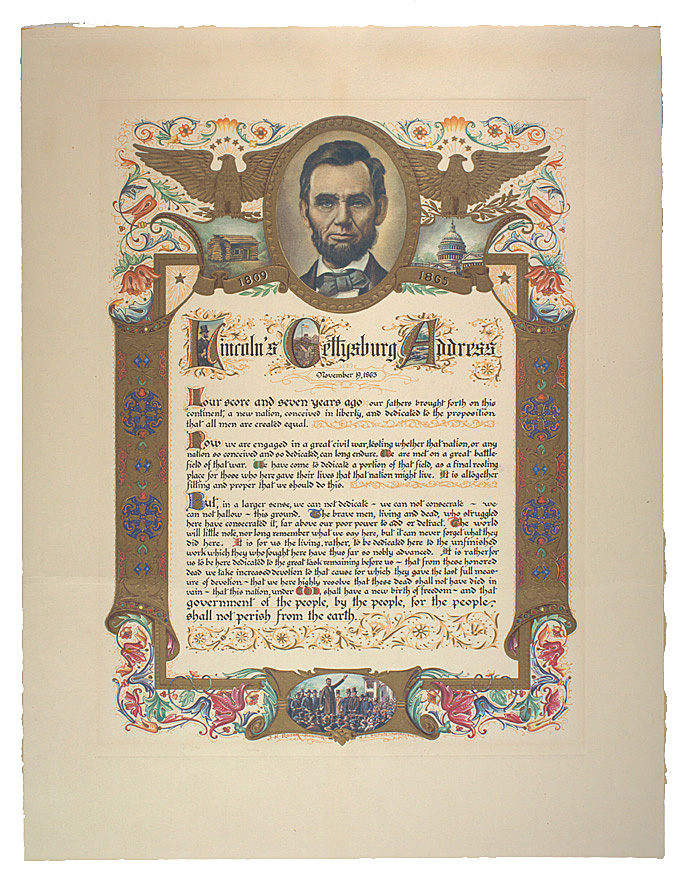 1809 1865
Lincoln's Gettysburg Address
November 19, 1863
Four score and seven years ago our fathers brought forth on this
continent, a new nation, conceived in liberty, and dedicated to the proposition
that all men are created equal.
Now we are engaged in a great civil war, testing whether that nation, or any
nation so conceived and so dedicated, can long endure. We are met on a great battle-
field of that war. We have come to dedicate a portion of that field, as a final resting
place for those who here gave their lives that that nation might live. It is altogether
fitting and proper that we should do this.
But, in a larger sense, we can not dedicate – we can not consecrate – we
can not hallow – this ground. The brave men, living and dead, who struggled
here have consecrated it, far above our poor power to add or detract. The world
will little note, nor long remember what we say here, but it can never forget what they
did here. It is for us the living, rather, to be dedicated here to the unfinished
work which they who fought here have thus far so nobly advanced. It is rather for
us to be here dedicated to the great task remaining before us – that from these honored
dead we take increased devotion to that cause for which they gave the last full meas-
ure of devotion – that we here highly resolve that these dead shall not have died in
vain – that this nation, under GOD, shall have a new birth of freedom – and that
government of the people, by the people, for the people,
shall not perish from the earth.